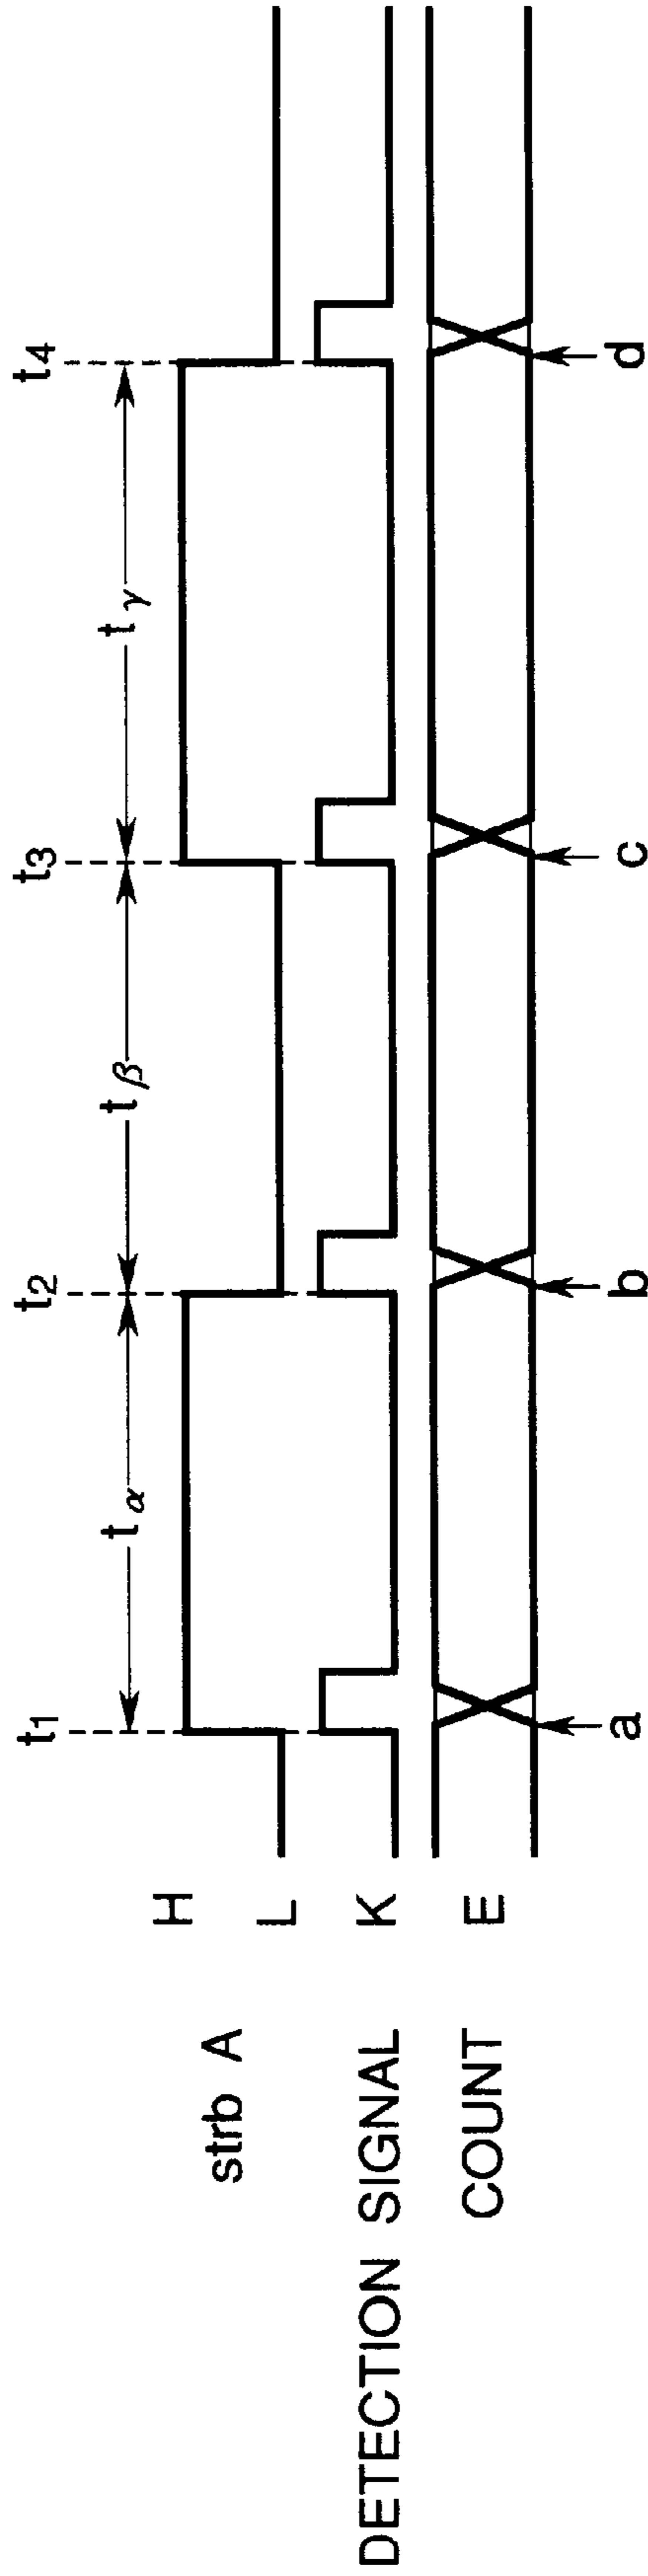 t1 t2 t3 t4
tα tβ tγ
H
strb A
L
DETECTION SIGNAL K
COUNT E
a b c d